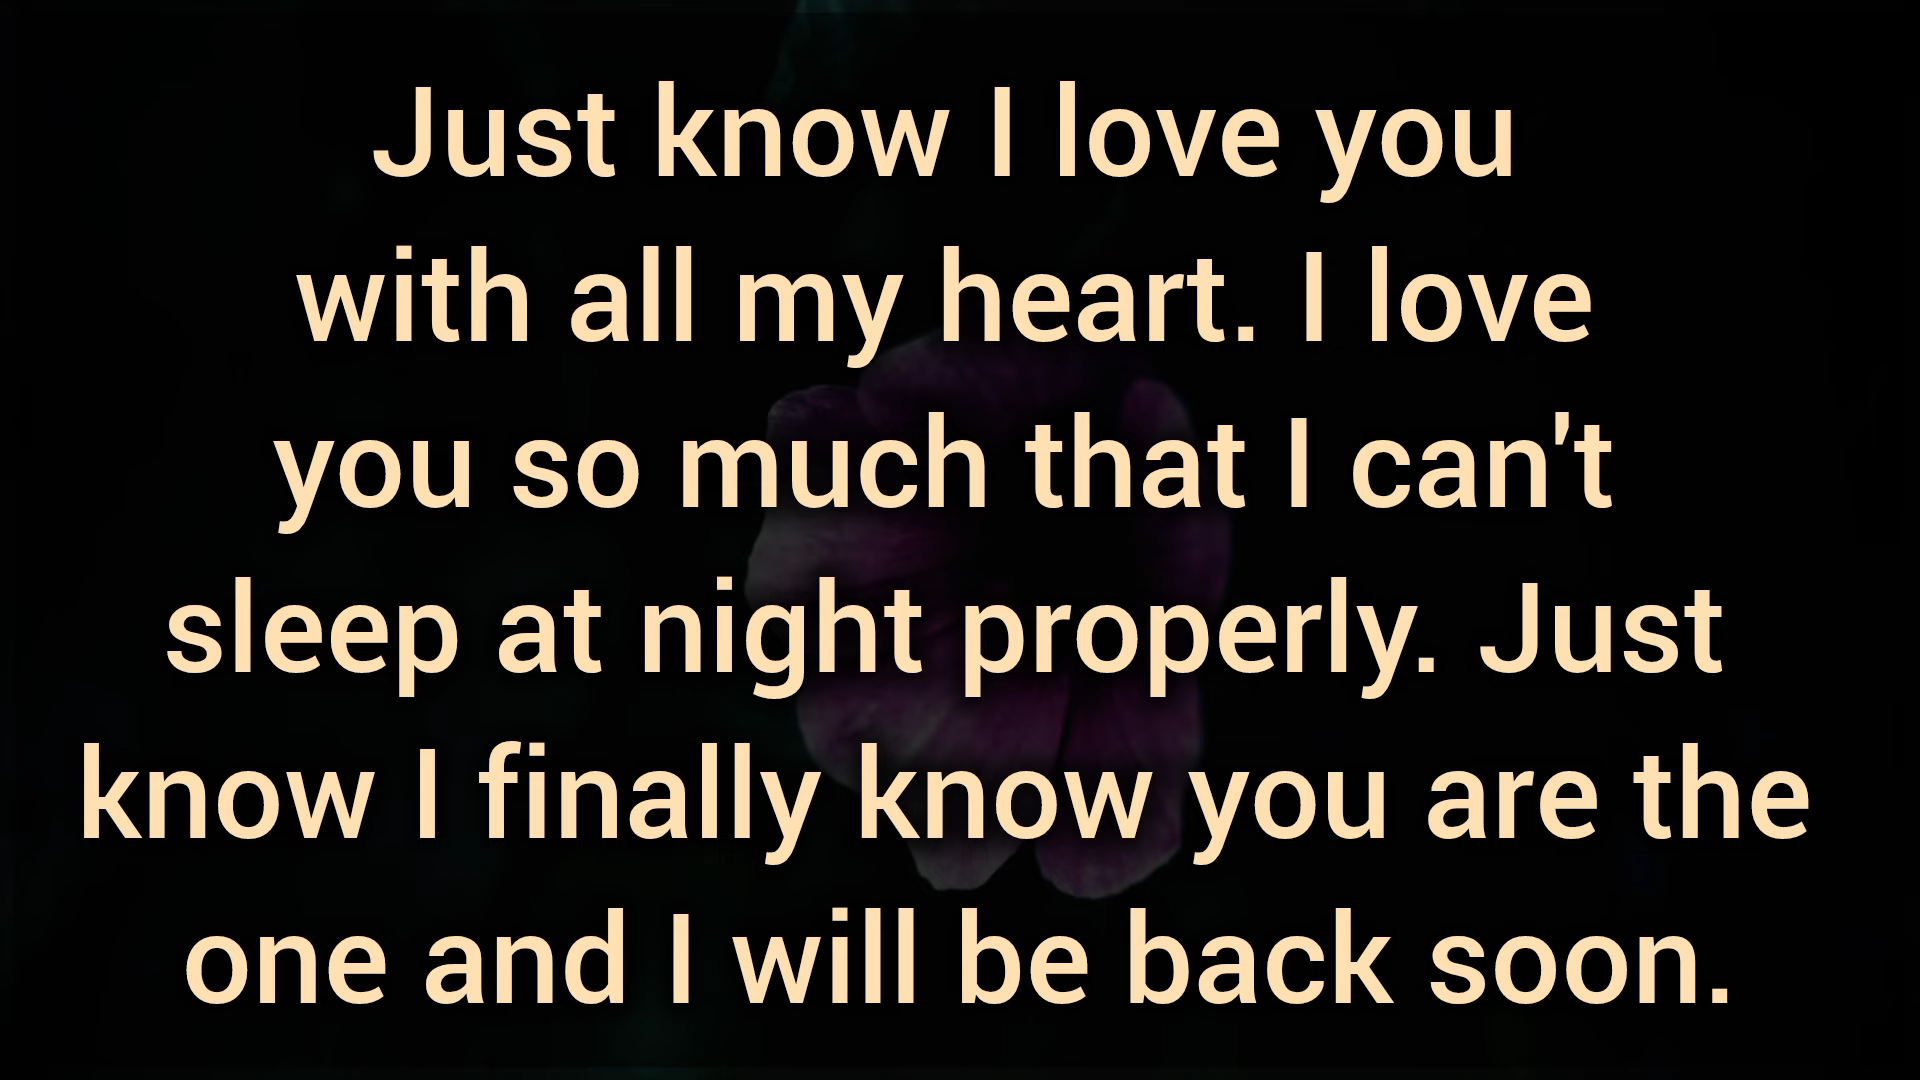 Just know I love you
with all my heart. I love
you so much that I can't
sleep at night properly. Just
know I finally know you are the
one and I will be back soon.